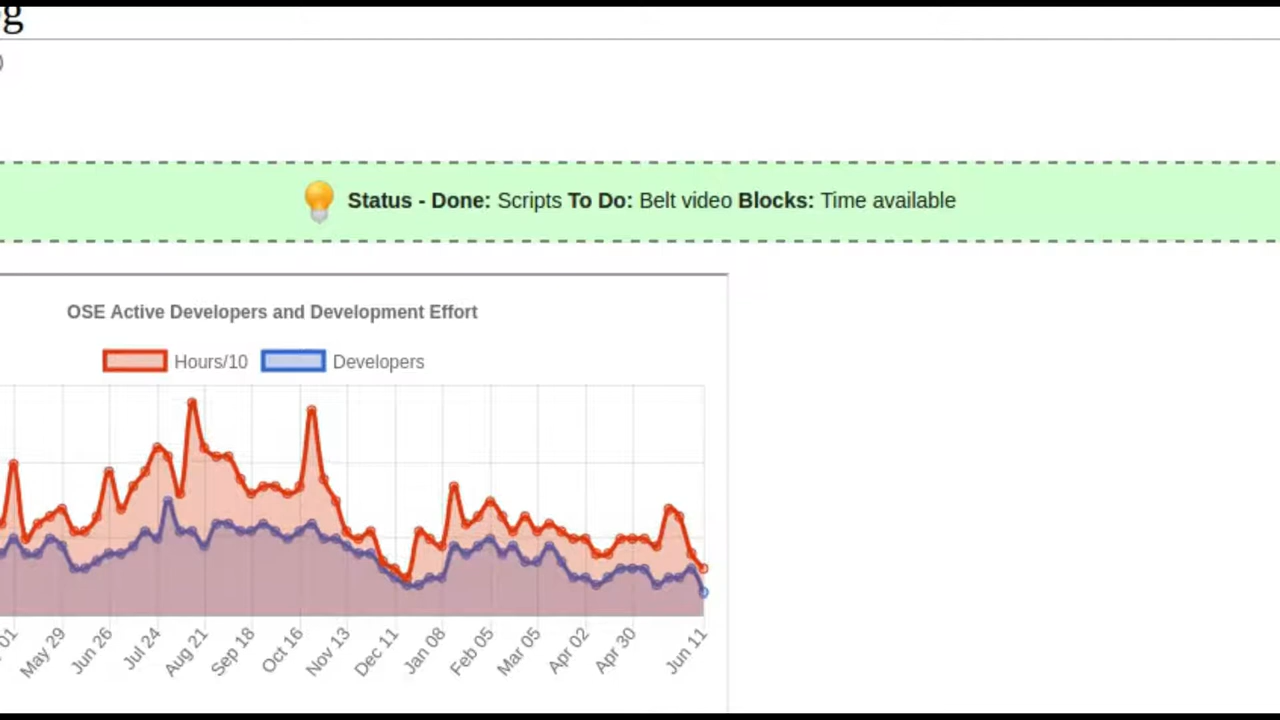 og
)
Status - Done: Scripts To Do: Belt video Blocks: Time available
OSE Active Developers and Development Effort
Hours/10 Developers
01 May 29 Jun 26 Jul 24 Aug 21 Sep 18 Oct 16 Nov 13 Dec 11 Jan 08 Feb 05 Mar 05 Apr 02 Apr 30 Jun 11